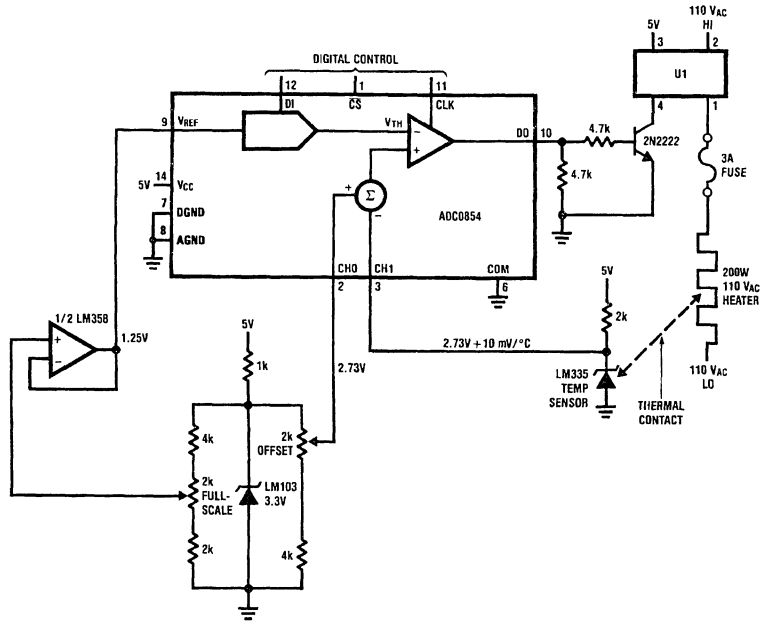 110 VAC
HI
5V
3
2
U1
4
1
DIGITAL CONTROL
12
1
11
DI
CS
CLK
9
VREF
VTH
−
+
DO
10
4.7k
2N2222
4.7k
3A
FUSE
5V
14
VCC
7
DGND
8
AGND
+
Σ
−
ADC0854
CH0
CH1
COM
2
3
6
200W
110 VAC
HEATER
5V
2k
1/2 LM358
+
−
1.25V
5V
1k
2.73V
2.73V + 10 mV/°C
LM335
TEMP
SENSOR
THERMAL
CONTACT
110 VAC
LO
4k
2k
OFFSET
2k
FULL-
SCALE
LM103
3.3V
2k
4k